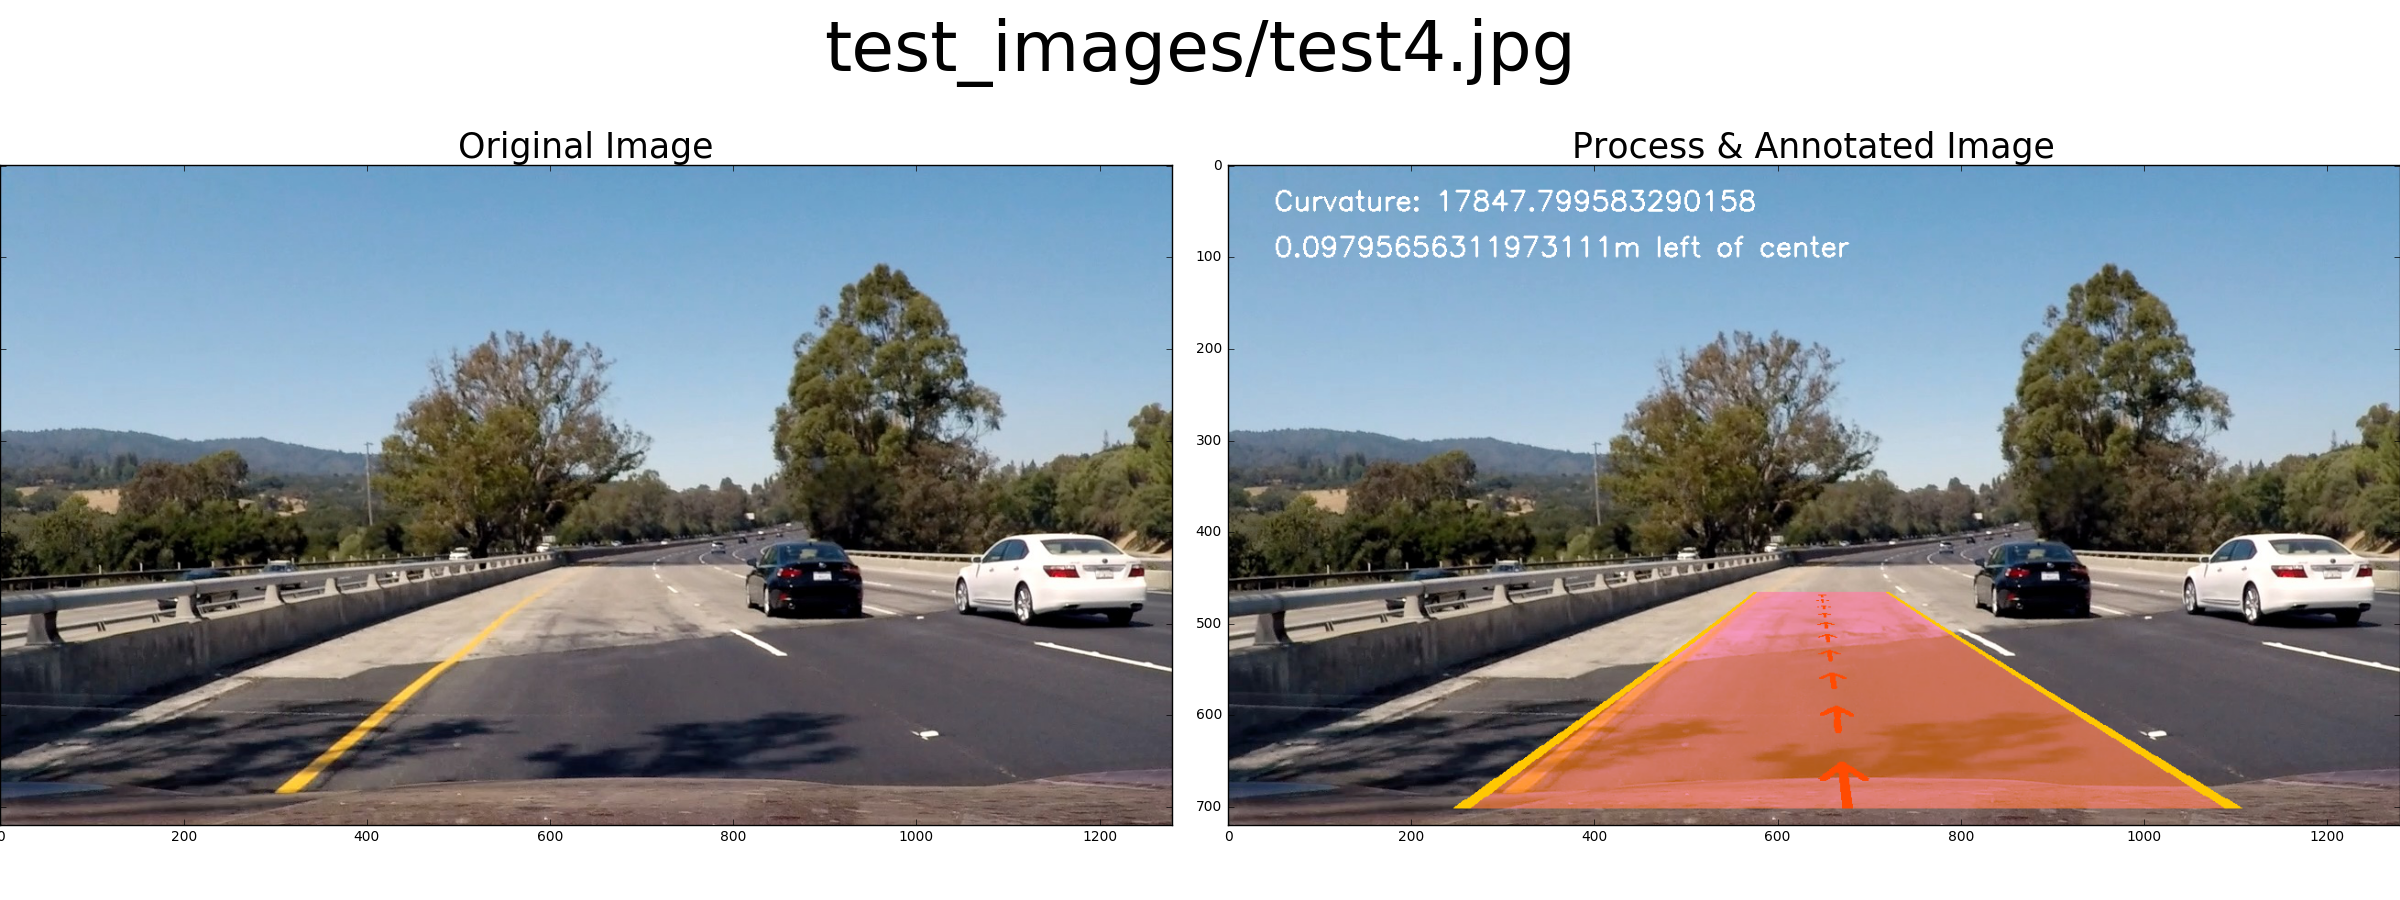 test_images/test4.jpg
Original Image
Process & Annotated Image
Curvature: 17847.799583290158
0.09795656311973111m left of center
0
100
200
300
400
500
600
700
0 200 400 600 800 1000 1200
0 200 400 600 800 1000 1200